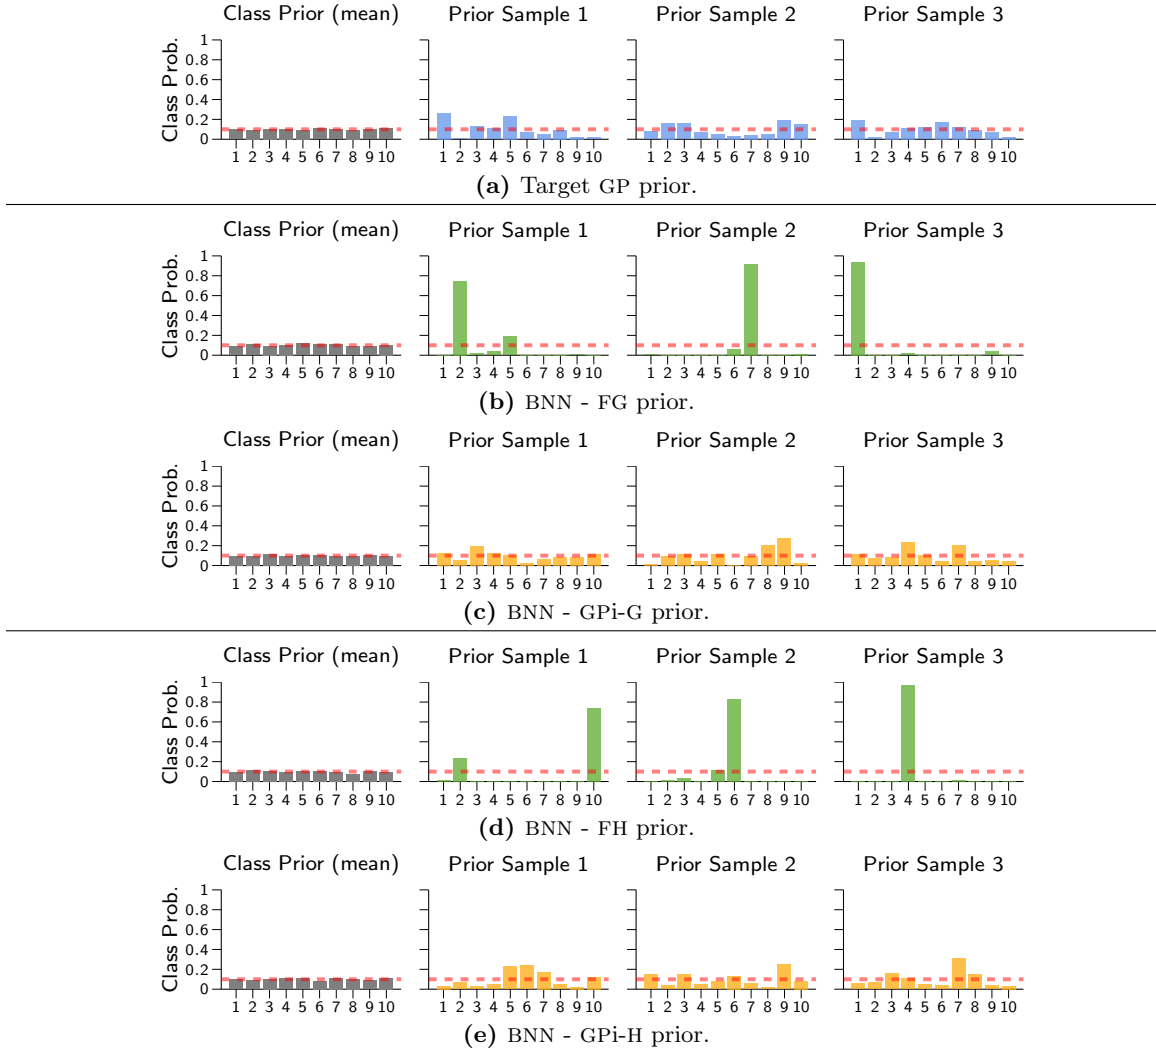 Class Prior (mean) Prior Sample 1 Prior Sample 2 Prior Sample 3
Class Prob.
1
0.8
0.6
0.4
0.2
0
1 2 3 4 5 6 7 8 9 10 1 2 3 4 5 6 7 8 9 10 1 2 3 4 5 6 7 8 9 10 1 2 3 4 5 6 7 8 9 10
(a) Target GP prior.
Class Prior (mean) Prior Sample 1 Prior Sample 2 Prior Sample 3
Class Prob.
1
0.8
0.6
0.4
0.2
0
1 2 3 4 5 6 7 8 9 10 1 2 3 4 5 6 7 8 9 10 1 2 3 4 5 6 7 8 9 10 1 2 3 4 5 6 7 8 9 10
(b) BNN - FG prior.
Class Prior (mean) Prior Sample 1 Prior Sample 2 Prior Sample 3
Class Prob.
1
0.8
0.6
0.4
0.2
0
1 2 3 4 5 6 7 8 9 10 1 2 3 4 5 6 7 8 9 10 1 2 3 4 5 6 7 8 9 10 1 2 3 4 5 6 7 8 9 10
(c) BNN - GPi-G prior.
Class Prior (mean) Prior Sample 1 Prior Sample 2 Prior Sample 3
Class Prob.
1
0.8
0.6
0.4
0.2
0
1 2 3 4 5 6 7 8 9 10 1 2 3 4 5 6 7 8 9 10 1 2 3 4 5 6 7 8 9 10 1 2 3 4 5 6 7 8 9 10
(d) BNN - FH prior.
Class Prior (mean) Prior Sample 1 Prior Sample 2 Prior Sample 3
Class Prob.
1
0.8
0.6
0.4
0.2
0
1 2 3 4 5 6 7 8 9 10 1 2 3 4 5 6 7 8 9 10 1 2 3 4 5 6 7 8 9 10 1 2 3 4 5 6 7 8 9 10
(e) BNN - GPi-H prior.